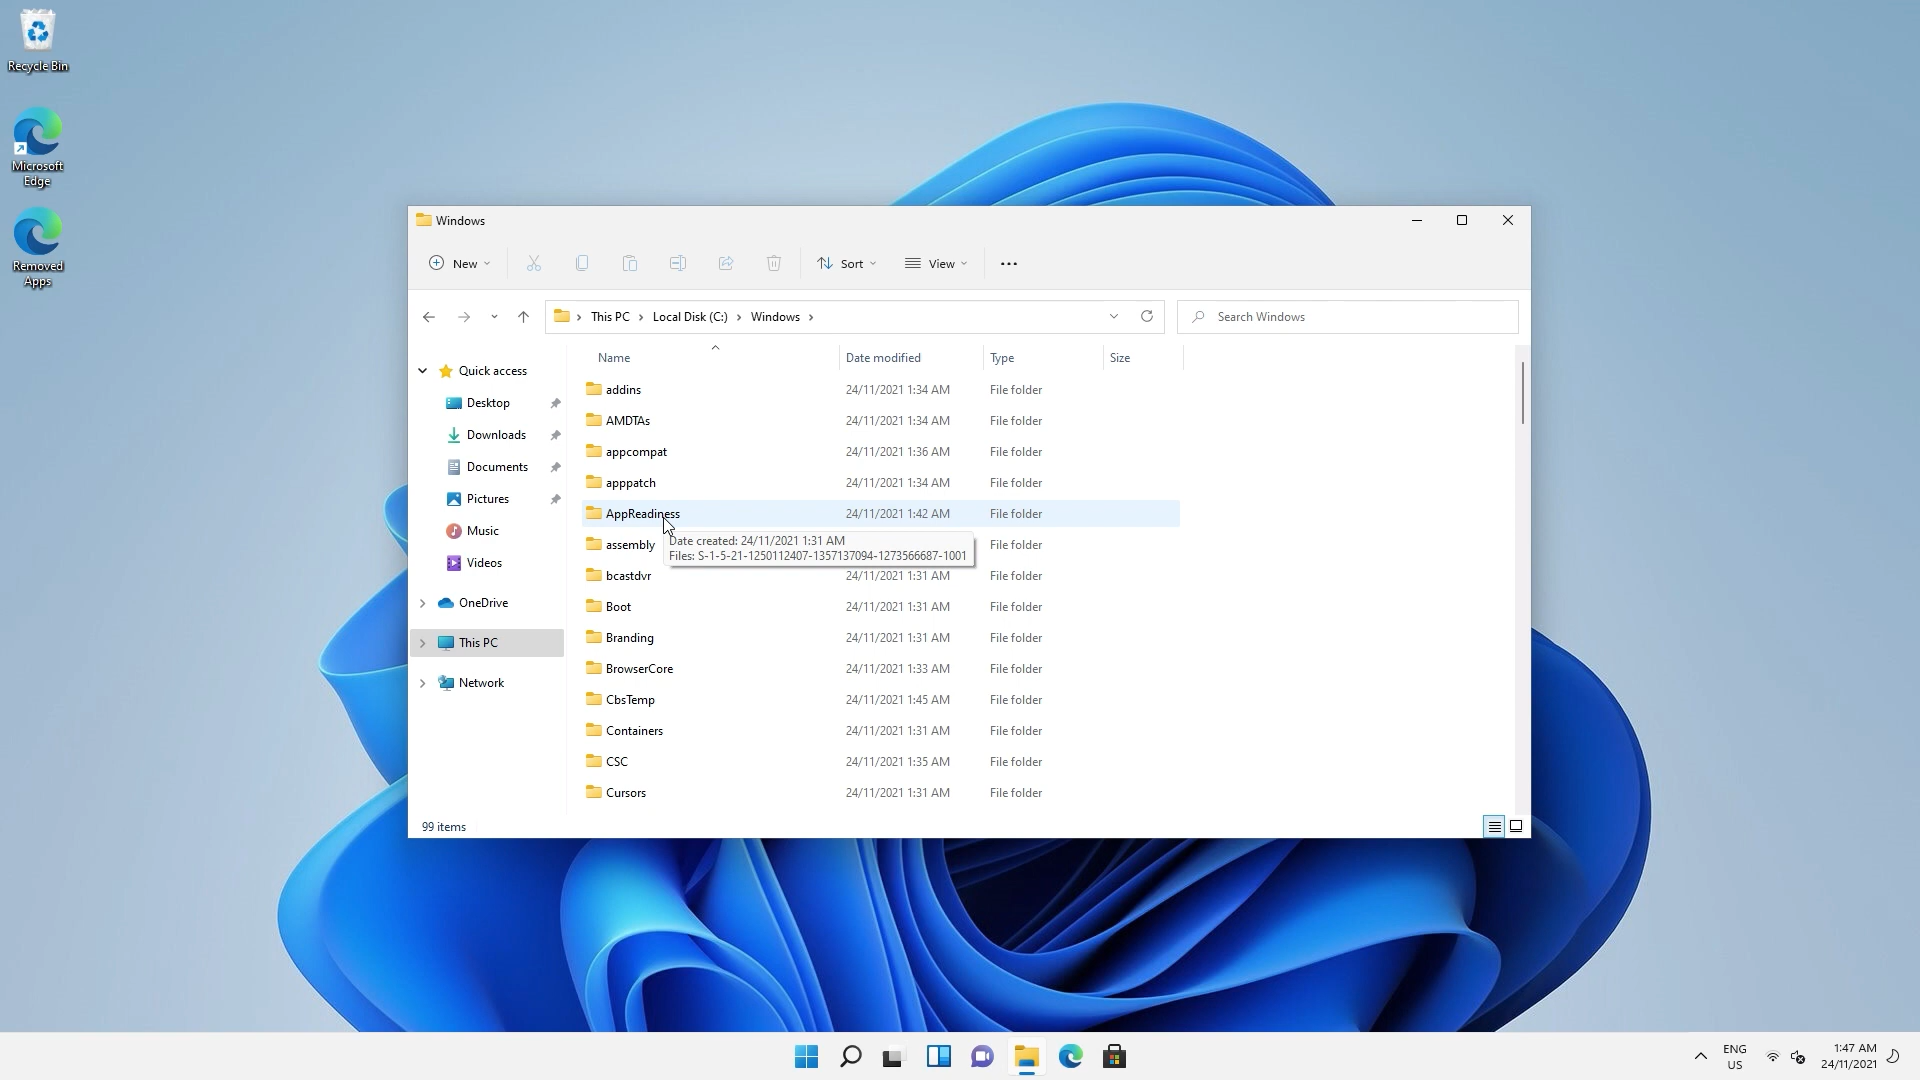 Recycle Bin
Microsoft
Edge
Removed
Apps
Windows
New
Sort
View
This PC
Local Disk (C:)
Windows
Search Windows
Quick access
Desktop
Downloads
Documents
Pictures
Music
Videos
OneDrive
This PC
Network
Name Date modified Type Size
addins 24/11/2021 1:34 AM File folder
AMDTAs 24/11/2021 1:34 AM File folder
appcompat 24/11/2021 1:36 AM File folder
apppatch 24/11/2021 1:34 AM File folder
AppReadiness 24/11/2021 1:42 AM File folder
assembly File folder
Date created: 24/11/2021 1:31 AM
Files: S-1-5-21-1250112407-1357137094-1273566687-1001
bcastdvr 24/11/2021 1:31 AM File folder
Boot 24/11/2021 1:31 AM File folder
Branding 24/11/2021 1:31 AM File folder
BrowserCore 24/11/2021 1:33 AM File folder
CbsTemp 24/11/2021 1:45 AM File folder
Containers 24/11/2021 1:31 AM File folder
CSC 24/11/2021 1:35 AM File folder
Cursors 24/11/2021 1:31 AM File folder
99 items
ENG
US
1:47 AM
24/11/2021